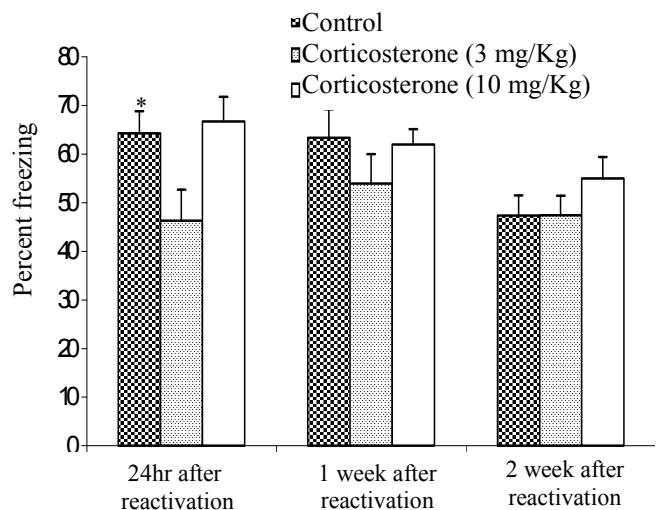 Control
Corticosterone (3 mg/Kg)
Corticosterone (10 mg/Kg)
80
70
60
50
40
30
20
10
0
Percent freezing
*
24hr after
reactivation
1 week after
reactivation
2 week after
reactivation